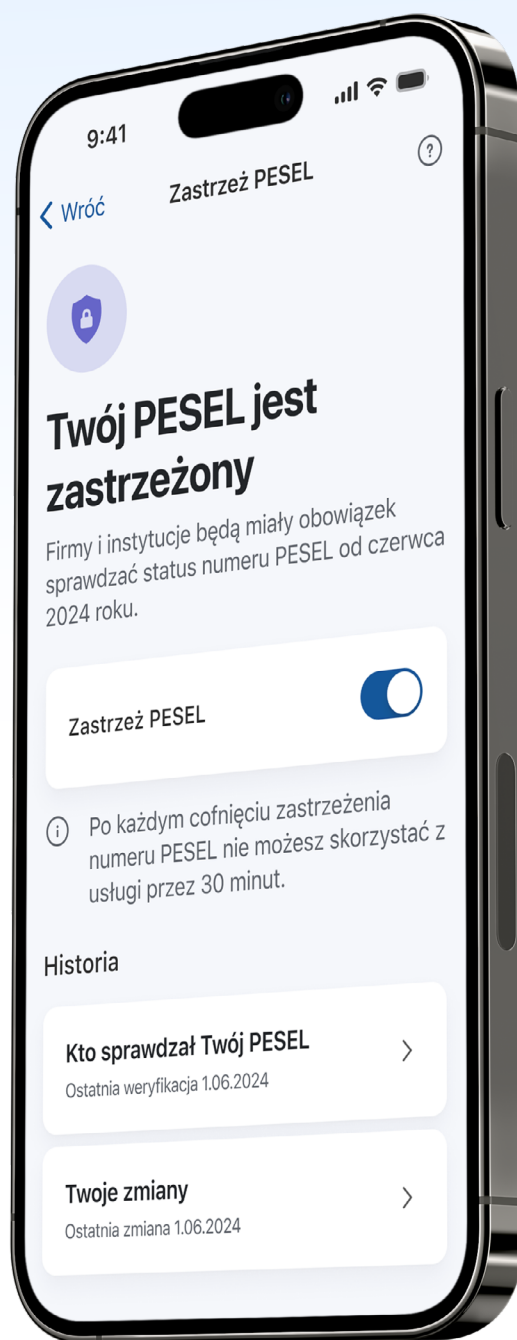 9:41
Wróć
Zastrzeż PESEL
?
Twój PESEL jest
zastrzeżony
Firmy i instytucje będą miały obowiązek
sprawdzać status numeru PESEL od czerwca
2024 roku.
Zastrzeż PESEL
i
Po każdym cofnięciu zastrzeżenia
numeru PESEL nie możesz skorzystać z
usługi przez 30 minut.
Historia
Kto sprawdzał Twój PESEL
Ostatnia weryfikacja 1.06.2024
Twoje zmiany
Ostatnia zmiana 1.06.2024